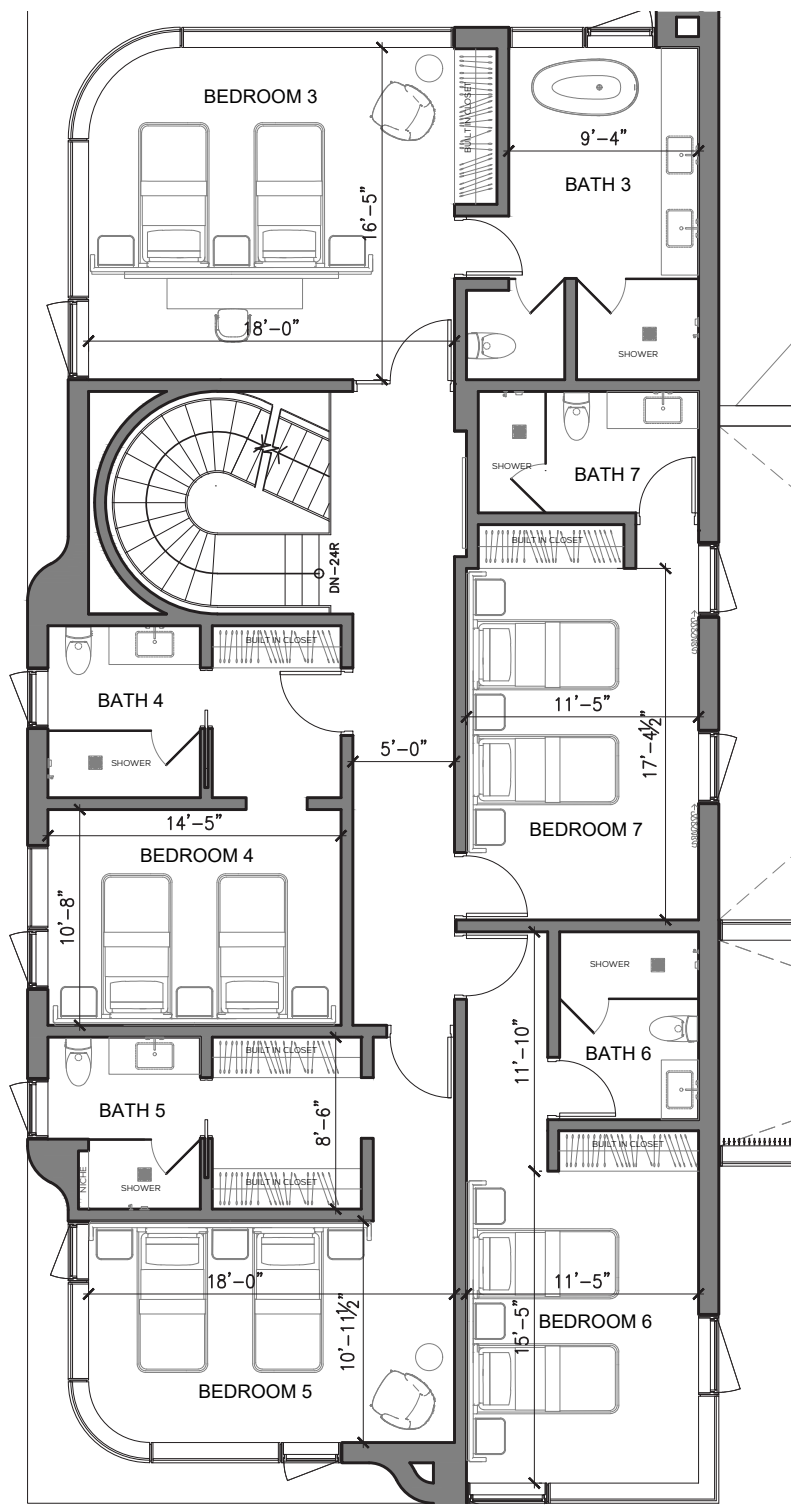 BEDROOM 3
BUILT IN CLOSET
9'-4"
BATH 3
16'-5"
18'-0"
SHOWER
SHOWER
BATH 7
BUILT IN CLOSET
DN-24R
BUILT IN CLOSET
BATH 4
SHOWER
5'-0"
11'-5"
17'-4½"
BEDROOM 7
14'-5"
BEDROOM 4
10'-8"
SHOWER
BATH 6
11'-10"
BUILT IN CLOSET
BATH 5
8'-6"
NICHE
SHOWER
BUILT IN CLOSET
BUILT IN CLOSET
18'-0"
10'-11½"
BEDROOM 5
11'-5"
15'-5"
BEDROOM 6